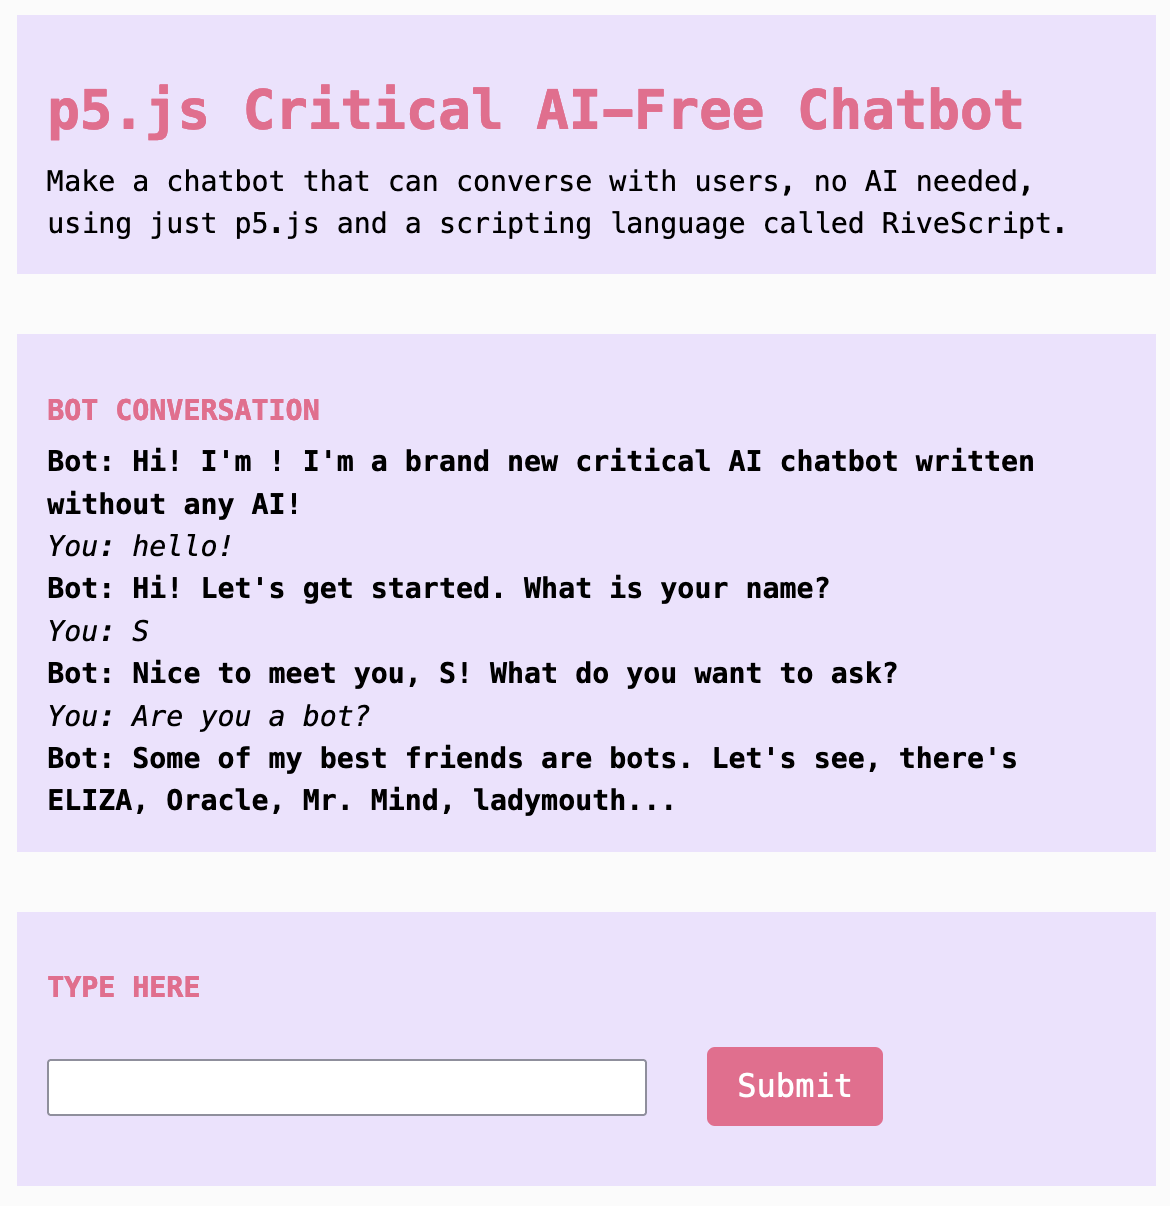 p5.js Critical AI-Free Chatbot
Make a chatbot that can converse with users, no AI needed,
using just p5.js and a scripting language called RiveScript.
BOT CONVERSATION
Bot: Hi! I'm ! I'm a brand new critical AI chatbot written
without any AI!
You: hello!
Bot: Hi! Let's get started. What is your name?
You: S
Bot: Nice to meet you, S! What do you want to ask?
You: Are you a bot?
Bot: Some of my best friends are bots. Let's see, there's
ELIZA, Oracle, Mr. Mind, ladymouth...
TYPE HERE
Submit